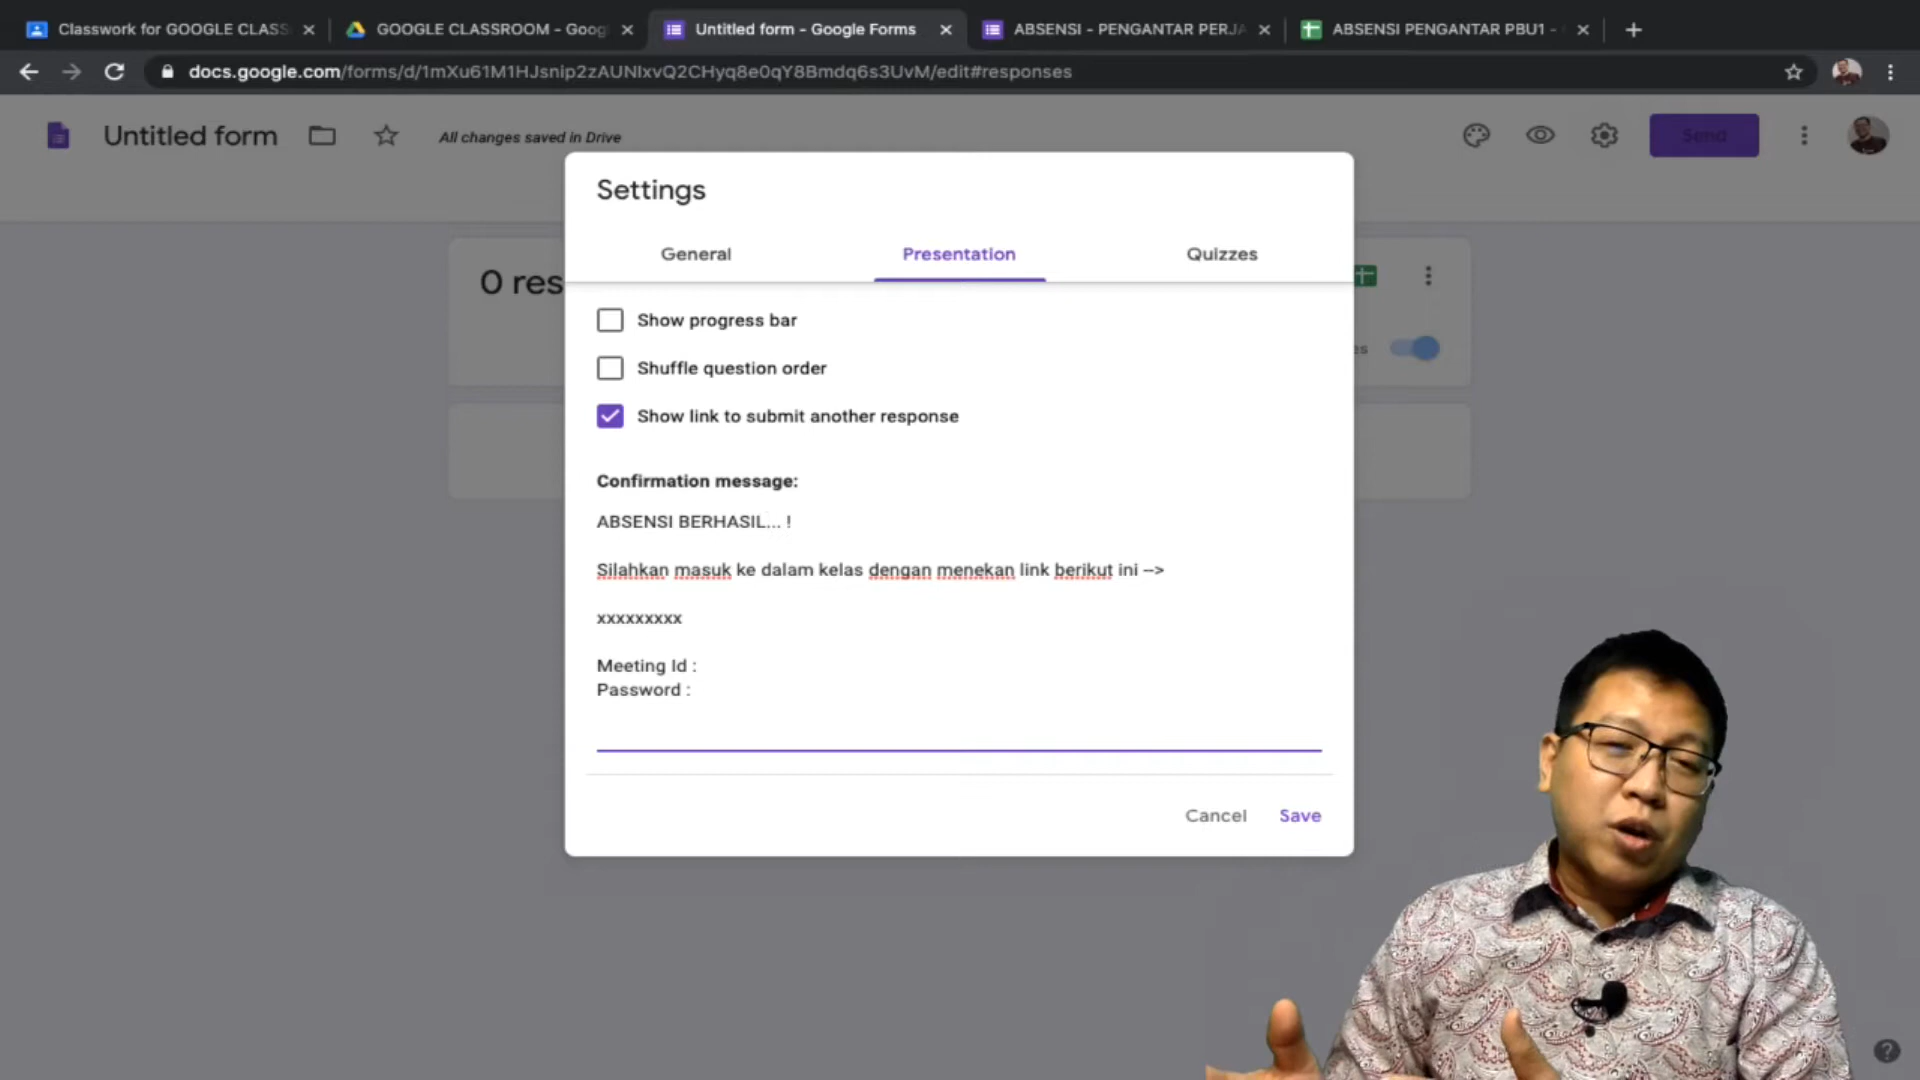 Classwork for GOOGLE CLASS
GOOGLE CLASSROOM - Goog
Untitled form - Google Forms
ABSENSI - PENGANTAR PERJA
ABSENSI PENGANTAR PBU1 -
docs.google.com/forms/d/1mXu61M1HJsnip2zAUNIxvQ2CHyq8e0qY8Bmdq6s3UvM/edit#responses
Untitled form
All changes saved in Drive
Send
Settings
General
Presentation
Quizzes
0 res
Show progress bar
es
Shuffle question order
Show link to submit another response
Confirmation message:
ABSENSI BERHASIL... !
Silahkan masuk ke dalam kelas dengan menekan link berikut ini -->
xxxxxxxxx
Meeting Id :
Password :
Cancel
Save